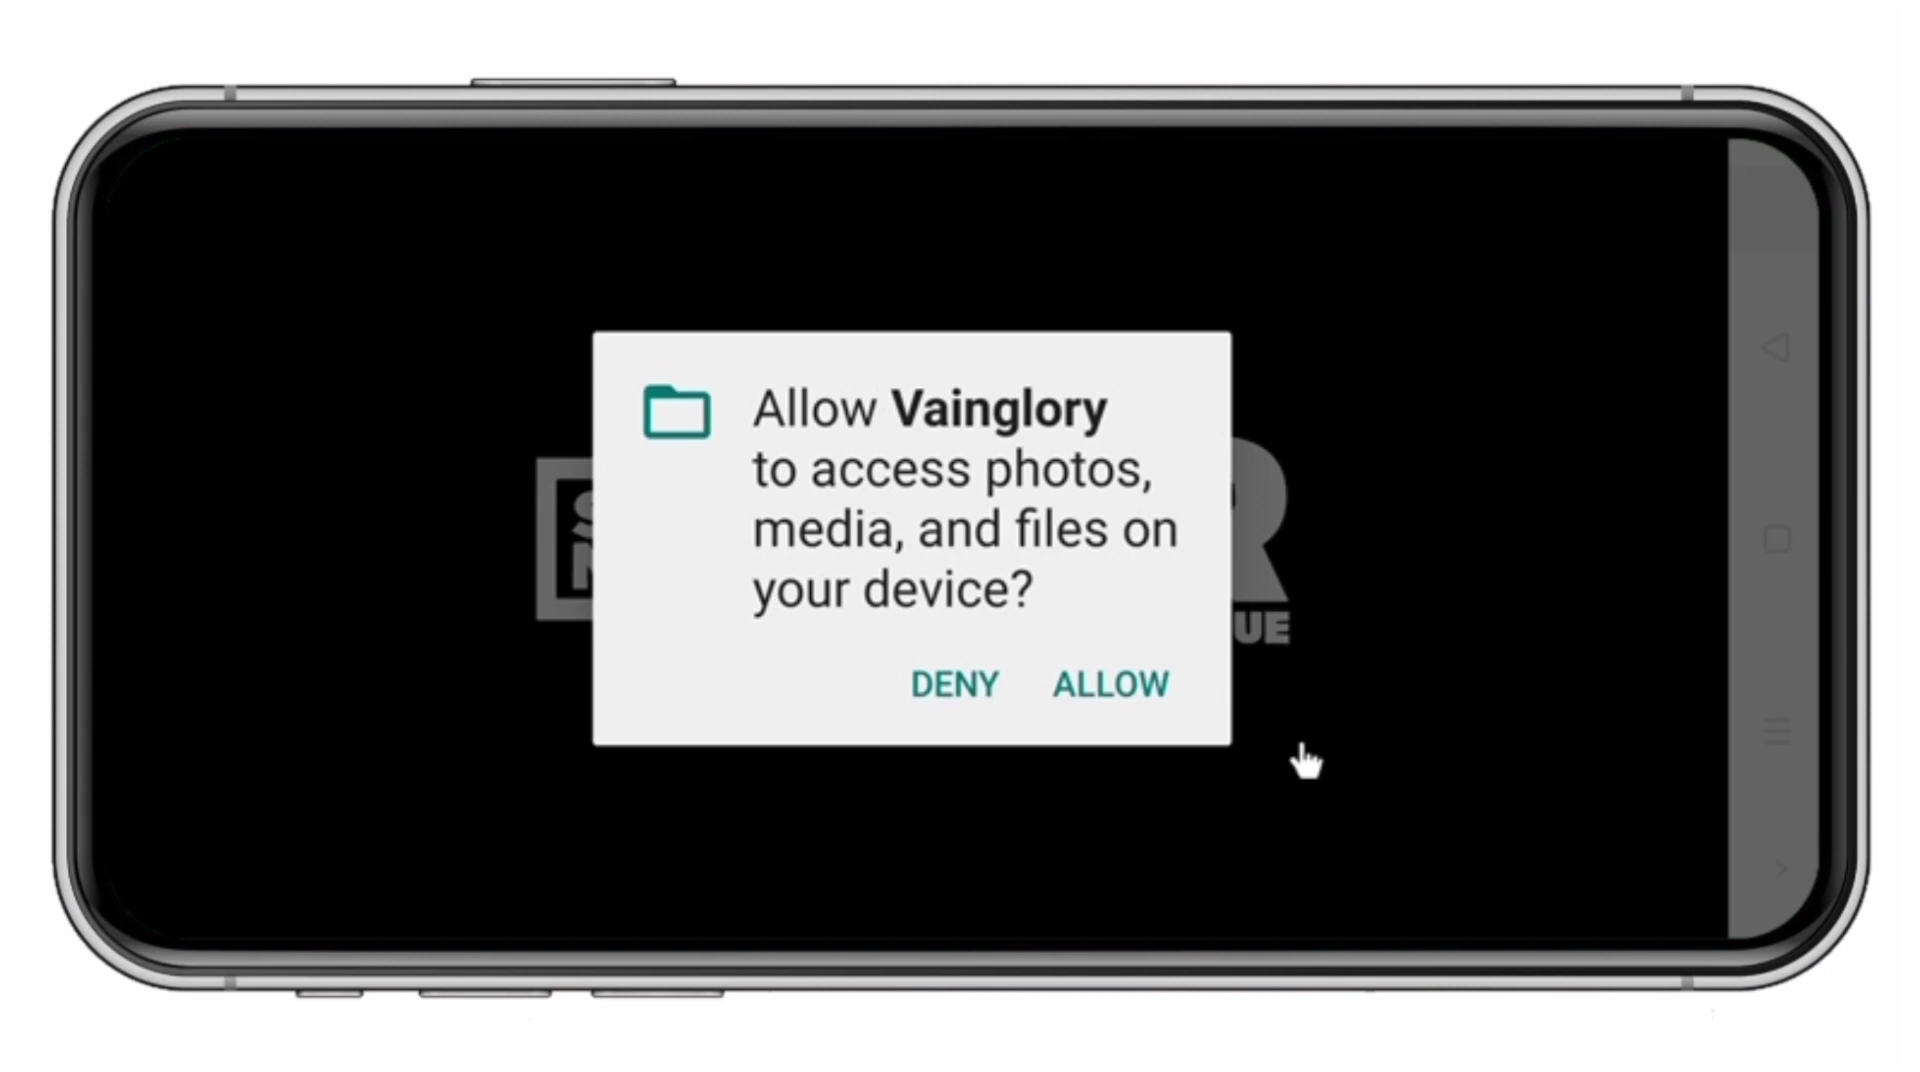 Allow Vainglory
to access photos,
media, and files on
your device?
DENY ALLOW